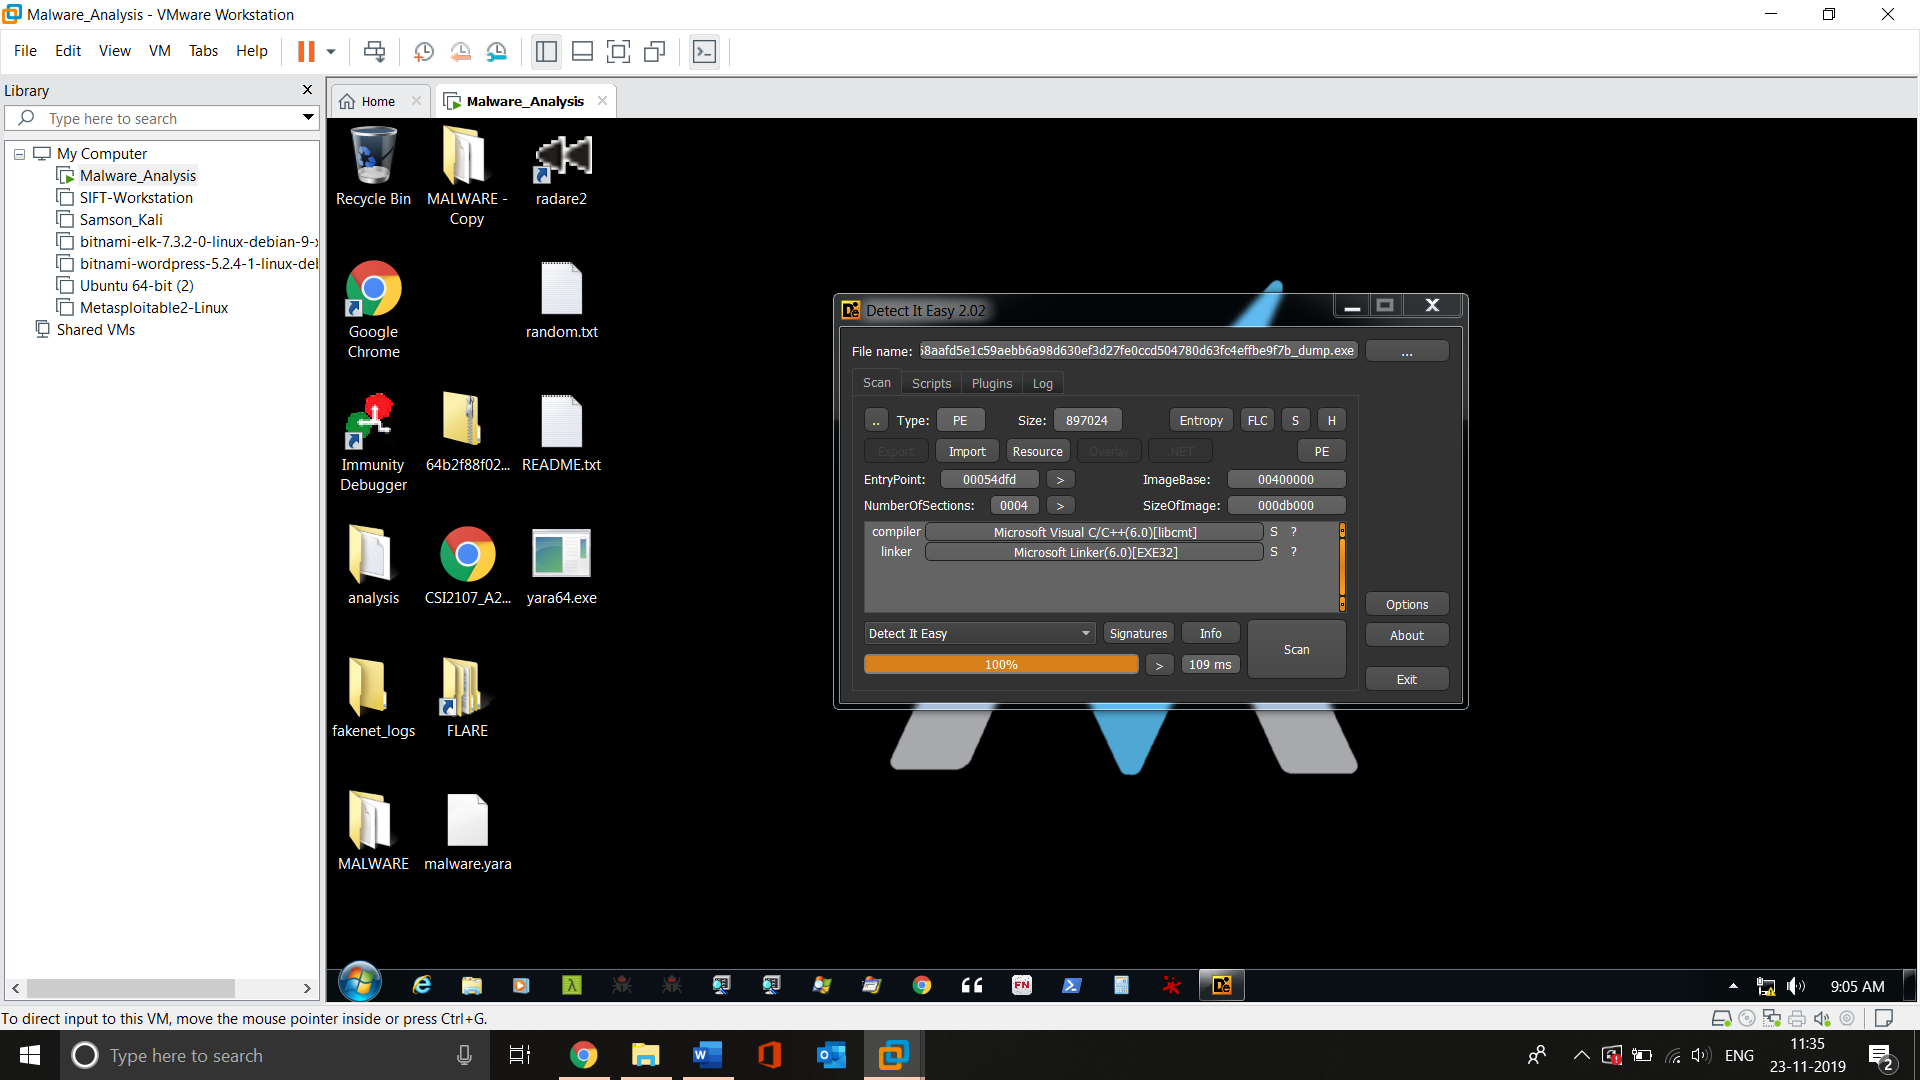 Malware_Analysis - VMware Workstation
File Edit View VM Tabs Help
Library
Type here to search
My Computer
Malware_Analysis
SIFT-Workstation
Samson_Kali
bitnami-elk-7.3.2-0-linux-debian-9-x
bitnami-wordpress-5.2.4-1-linux-del
Ubuntu 64-bit (2)
Metasploitable2-Linux
Shared VMs
Home
Malware_Analysis
Recycle Bin
MALWARE - Copy
radare2
Google Chrome
random.txt
Immunity Debugger
64b2f88f02...
README.txt
analysis
CSI2107_A2...
yara64.exe
fakenet_logs
FLARE
MALWARE
malware.yara
Detect It Easy 2.02
File name: 58aafd5e1c59aebb6a98d630ef3d27fe0ccd504780d63fc4effbe9f7b_dump.exe ...
Scan Scripts Plugins Log
.. Type: PE Size: 897024 Entropy FLC S H
Export Import Resource Overlay .NET PE
EntryPoint: 00054dfd > ImageBase: 00400000
NumberOfSections: 0004 > SizeOfImage: 000db000
compiler Microsoft Visual C/C++(6.0)[libcmt] S ?
linker Microsoft Linker(6.0)[EXE32] S ?
Options
Detect It Easy Signatures Info Scan
About
100% > 109 ms
Exit
FN
9:05 AM
To direct input to this VM, move the mouse pointer inside or press Ctrl+G.
Type here to search
ENG
11:35
23-11-2019
2